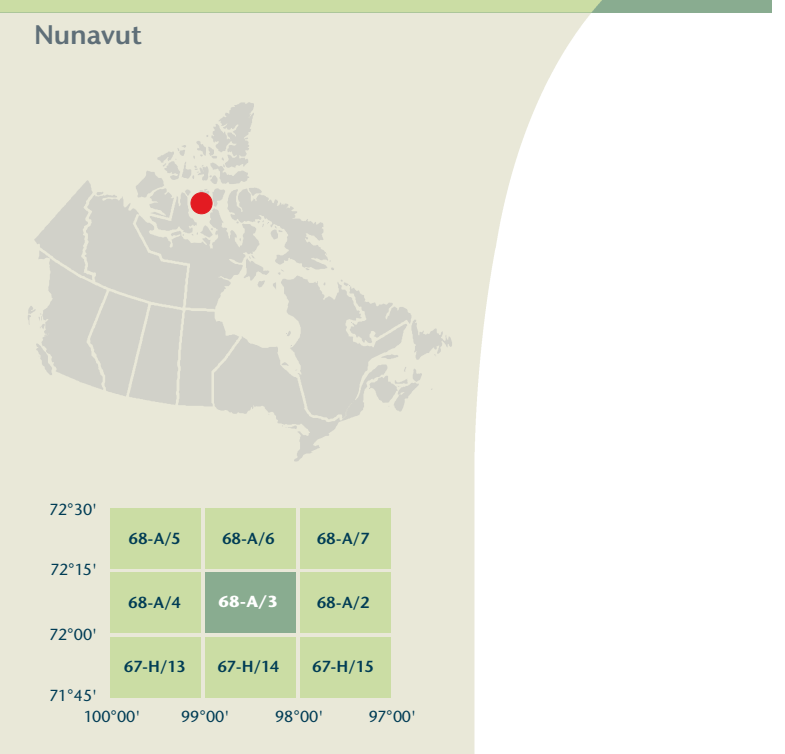 Nunavut
72°30'
68-A/5 68-A/6 68-A/7
72°15'
68-A/4 68-A/3 68-A/2
72°00'
67-H/13 67-H/14 67-H/15
71°45'
100°00' 99°00' 98°00' 97°00'